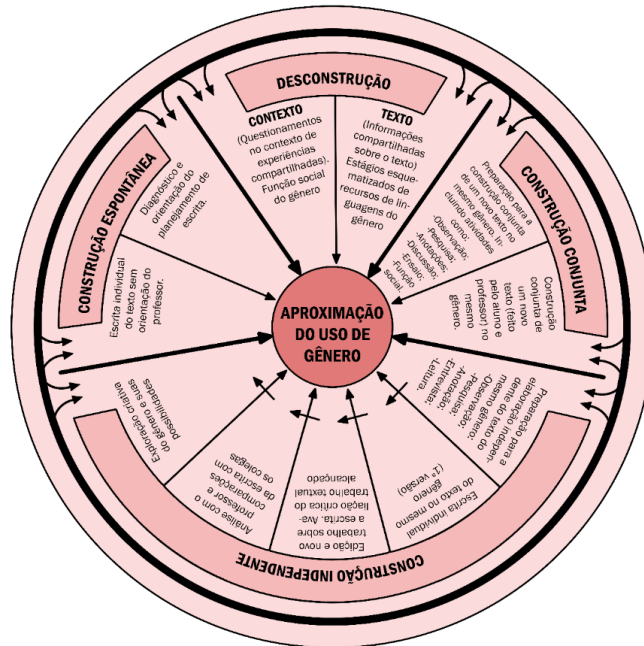 DESCONSTRUÇÃO
CONTEXTO
(Questionamentos
no contexto de
experiências
compartilhadas).
Função social
do gênero
TEXTO
(Informações
compartilhadas
sobre o texto)
Estágios esque-
matizados de
recursos de lin-
guagens do
gênero
CONSTRUÇÃO CONJUNTA
Preparação para a
construção conjunta
de um novo texto no
mesmo gênero. In-
cluindo atividades
como:
-Observação;
-Pesquisa;
-Discussão;
-Anotações;
-Ensaio;
-Função
social.
Construção
conjunta de
um novo
texto (feito
pelo aluno e
professor) no
mesmo
gênero.
CONSTRUÇÃO INDEPENDENTE
Preparação para a
elaboração indepen-
dente do texto do
mesmo gênero;
-Observação;
-Pesquisa;
-Anotação;
-Entrevista;
-Leitura.
Escrita individual
do texto no mesmo
gênero
(1ª versão)
Edição e novo
trabalho sobre
a escrita. Ava-
liação crítica do
trabalho textual
alcançado
Análise com o
professor e
comparações
da escrita com
os colegas
Exploração criativa
do gênero e suas
possibilidades
CONSTRUÇÃO ESPONTÂNEA
Escrita individual
do texto sem
orientação do
professor.
Diagnóstico e
orientação do
planejamento de
escrita.
APROXIMAÇÃO
DO USO DE
GÊNERO